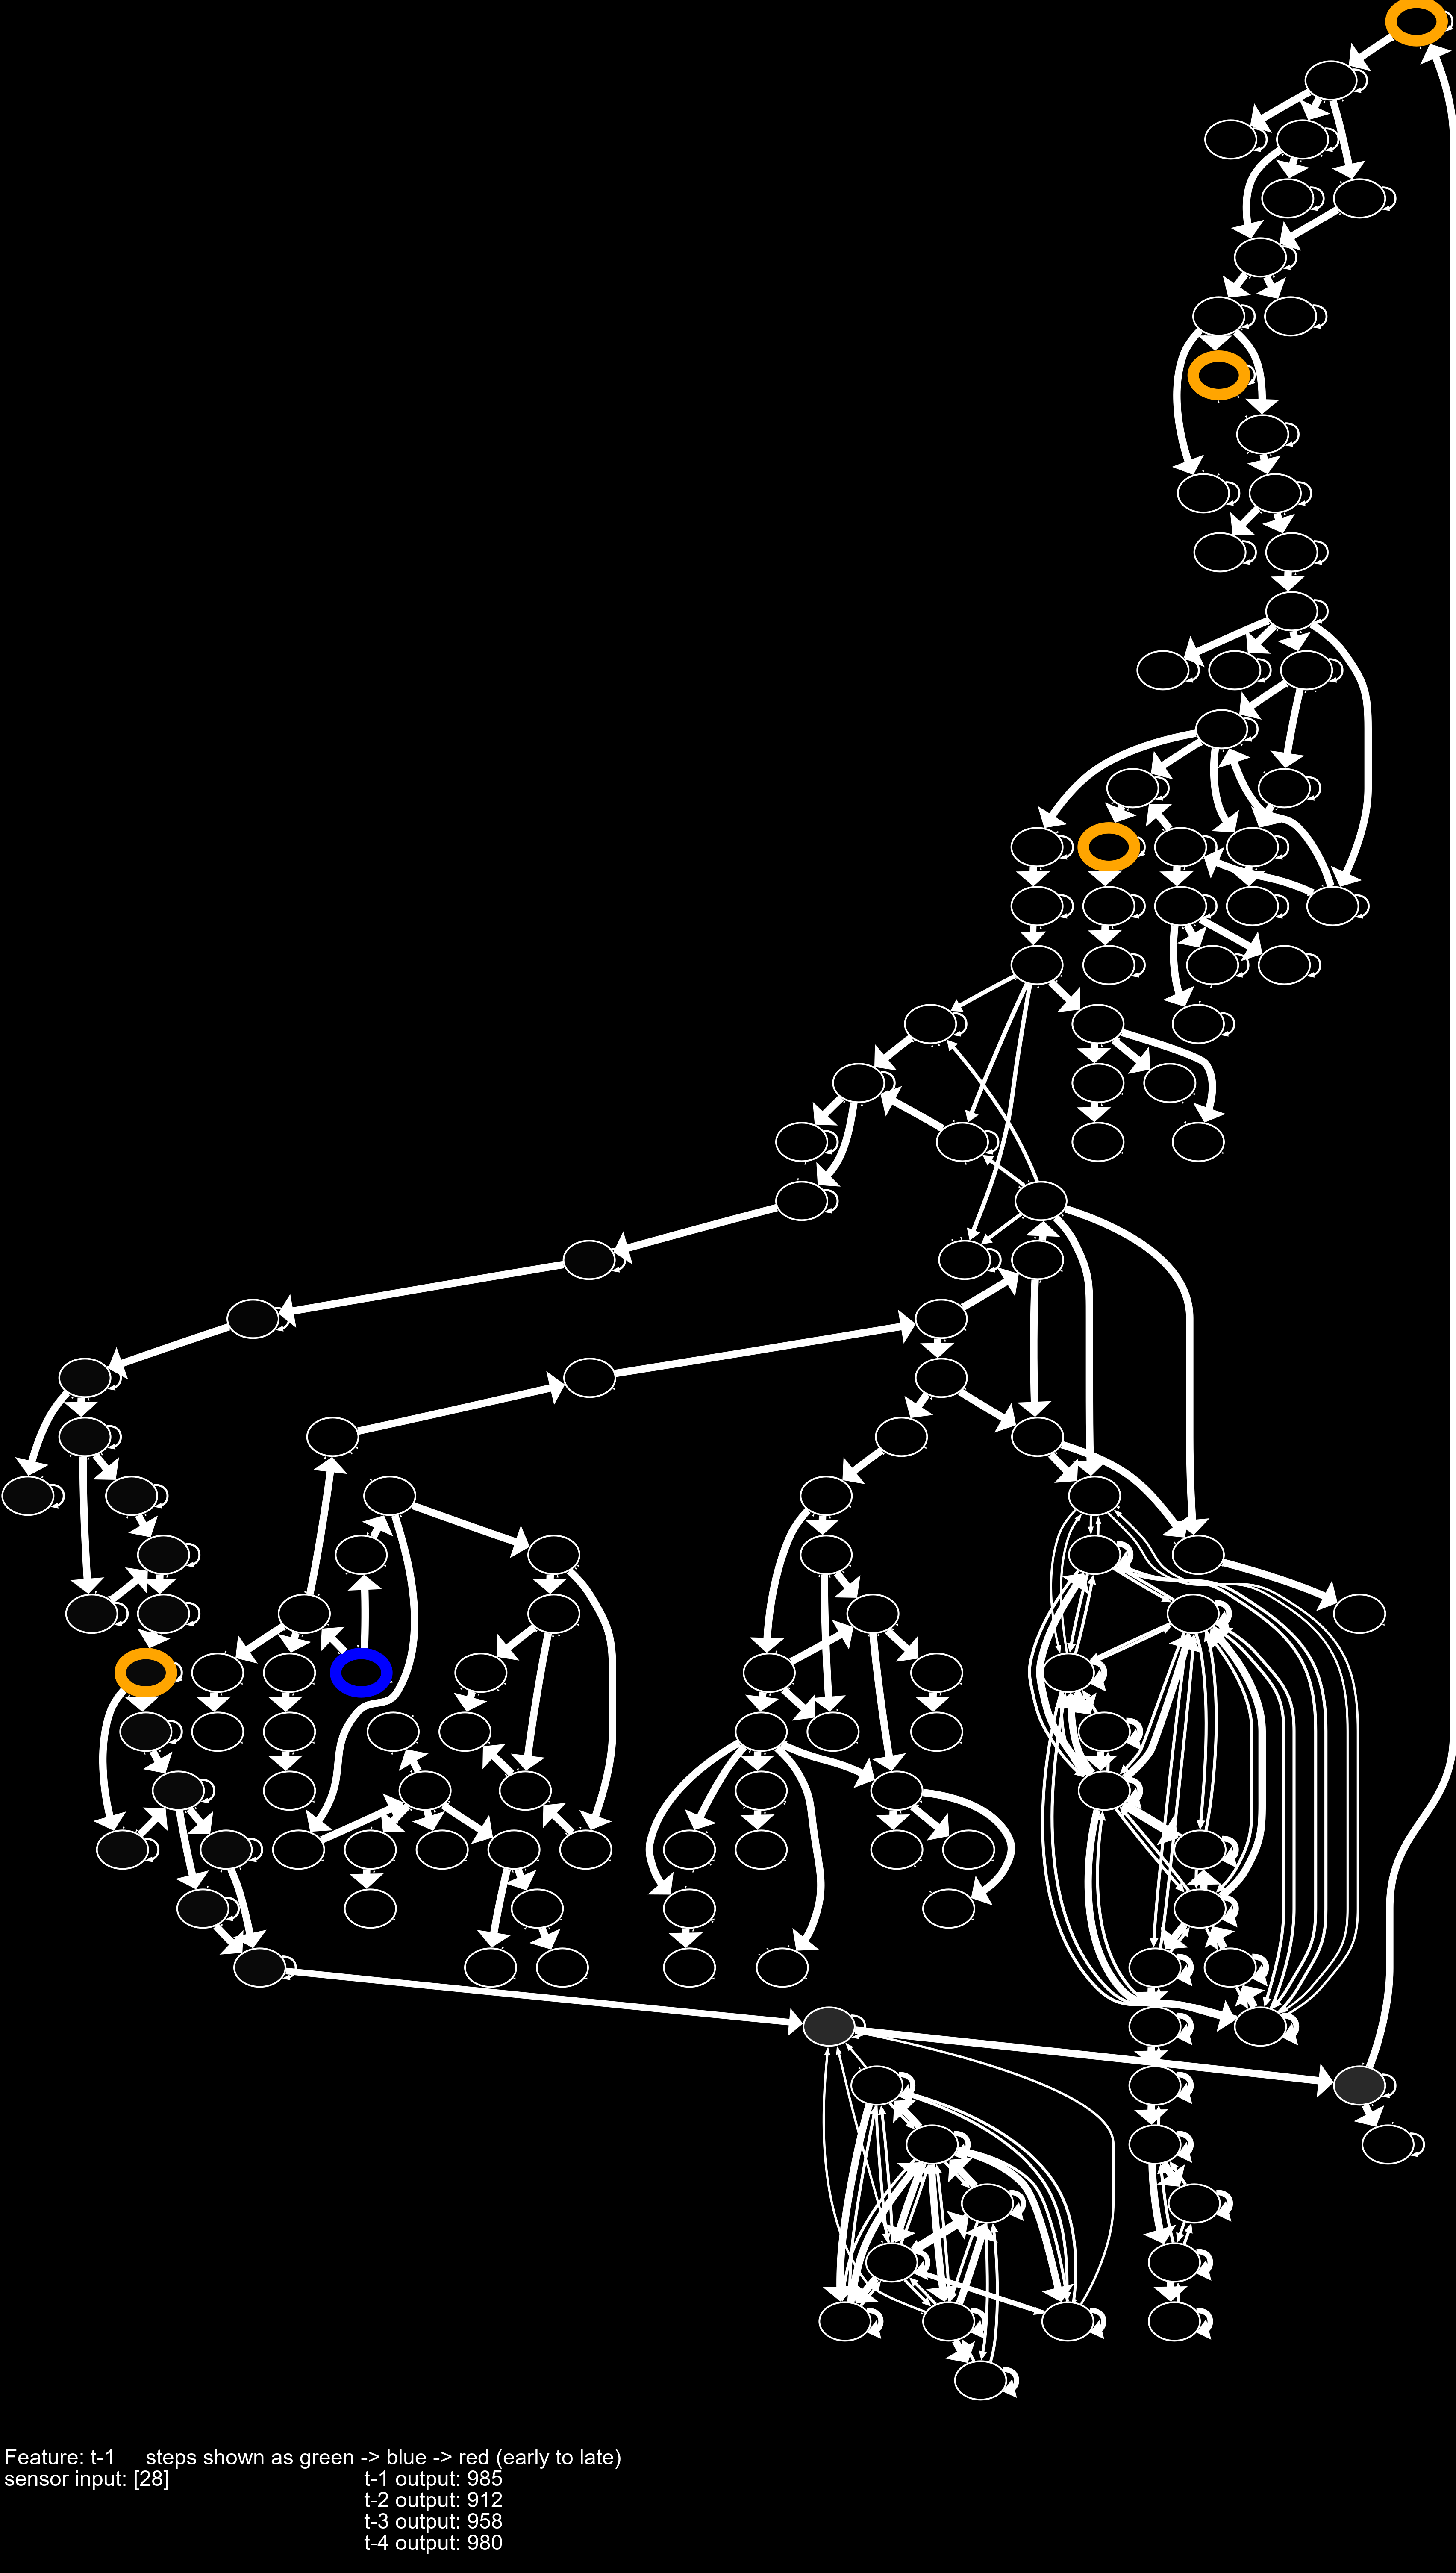 Feature: t-1 steps shown as green -> blue -> red (early to late)
sensor input: [28] t-1 output: 985
t-2 output: 912
t-3 output: 958
t-4 output: 980